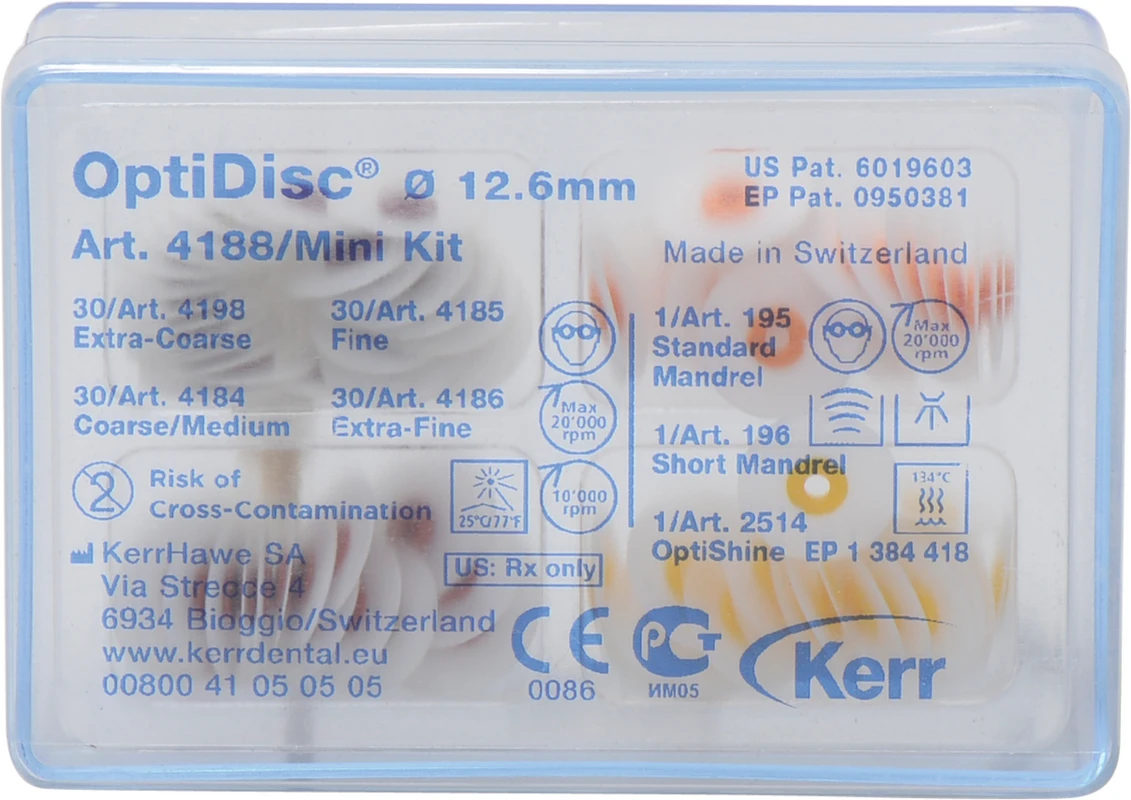 OptiDisc® Ø 12.6mm
Art. 4188/Mini Kit
30/Art. 4198
Extra-Coarse
30/Art. 4185
Fine
30/Art. 4184
Coarse/Medium
30/Art. 4186
Extra-Fine
Max
20'000
rpm
10'000
rpm
2
Risk of
Cross-Contamination
25°C/77°F
KerrHawe SA
Via Strecce 4
6934 Bioggio/Switzerland
www.kerrdental.eu
00800 41 05 05 05
US: Rx only
CE
0086
US Pat. 6019603
EP Pat. 0950381
Made in Switzerland
1/Art. 195
Standard
Mandrel
Max
20'000
rpm
1/Art. 196
Short Mandrel
134°C
1/Art. 2514
OptiShine EP 1 384 418
РСТ
ИМ05
Kerr